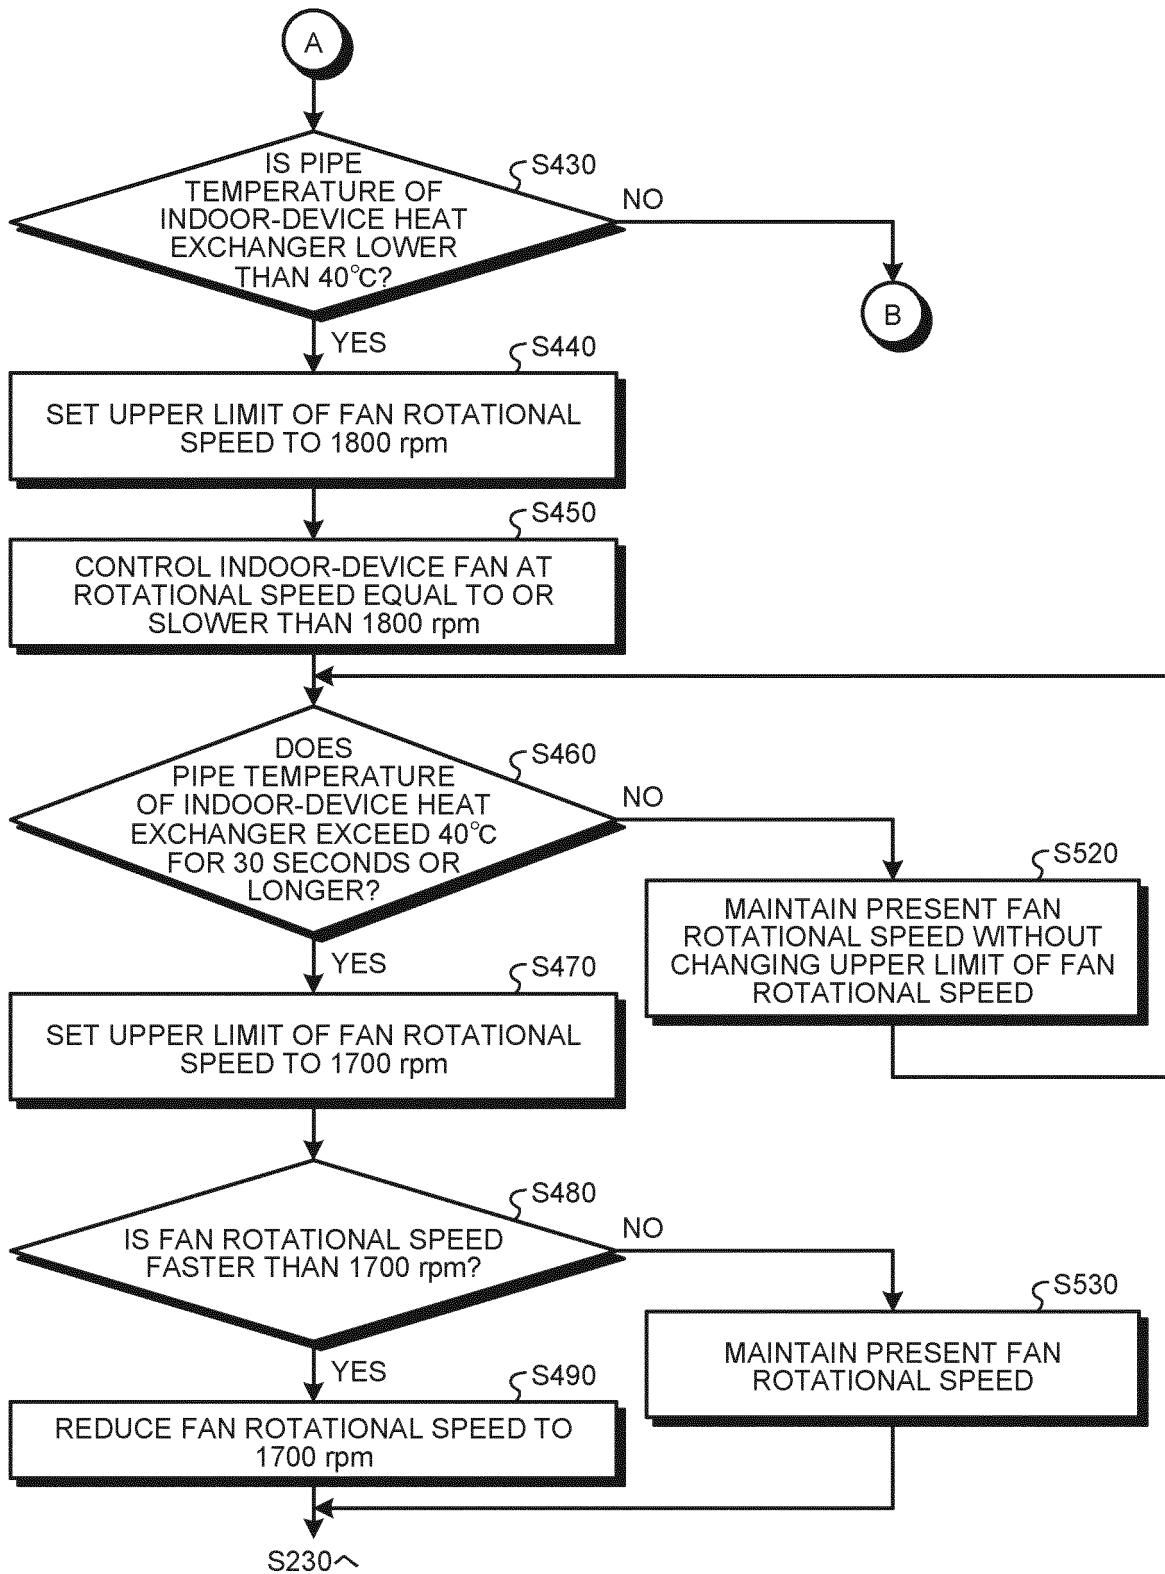 A
IS PIPE
TEMPERATURE OF
INDOOR-DEVICE HEAT
EXCHANGER LOWER
THAN 40℃?
S430
NO
B
YES
S440
SET UPPER LIMIT OF FAN ROTATIONAL
SPEED TO 1800 rpm
S450
CONTROL INDOOR-DEVICE FAN AT
ROTATIONAL SPEED EQUAL TO OR
SLOWER THAN 1800 rpm
DOES
PIPE TEMPERATURE
OF INDOOR-DEVICE HEAT
EXCHANGER EXCEED 40℃
FOR 30 SECONDS OR
LONGER?
S460
NO
S520
MAINTAIN PRESENT FAN
ROTATIONAL SPEED WITHOUT
CHANGING UPPER LIMIT OF FAN
ROTATIONAL SPEED
YES
S470
SET UPPER LIMIT OF FAN ROTATIONAL
SPEED TO 1700 rpm
S480
IS FAN ROTATIONAL SPEED
FASTER THAN 1700 rpm?
NO
S530
MAINTAIN PRESENT FAN
ROTATIONAL SPEED
YES
S490
REDUCE FAN ROTATIONAL SPEED TO
1700 rpm
S230へ